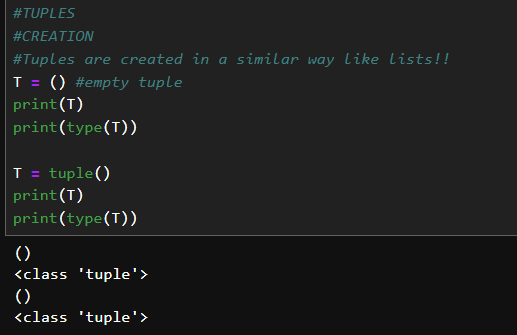 #TUPLES
#CREATION
#Tuples are created in a similar way like lists!!
T = () #empty tuple
print(T)
print(type(T))
T = tuple()
print(T)
print(type(T))
()
<class 'tuple'>
()
<class 'tuple'>